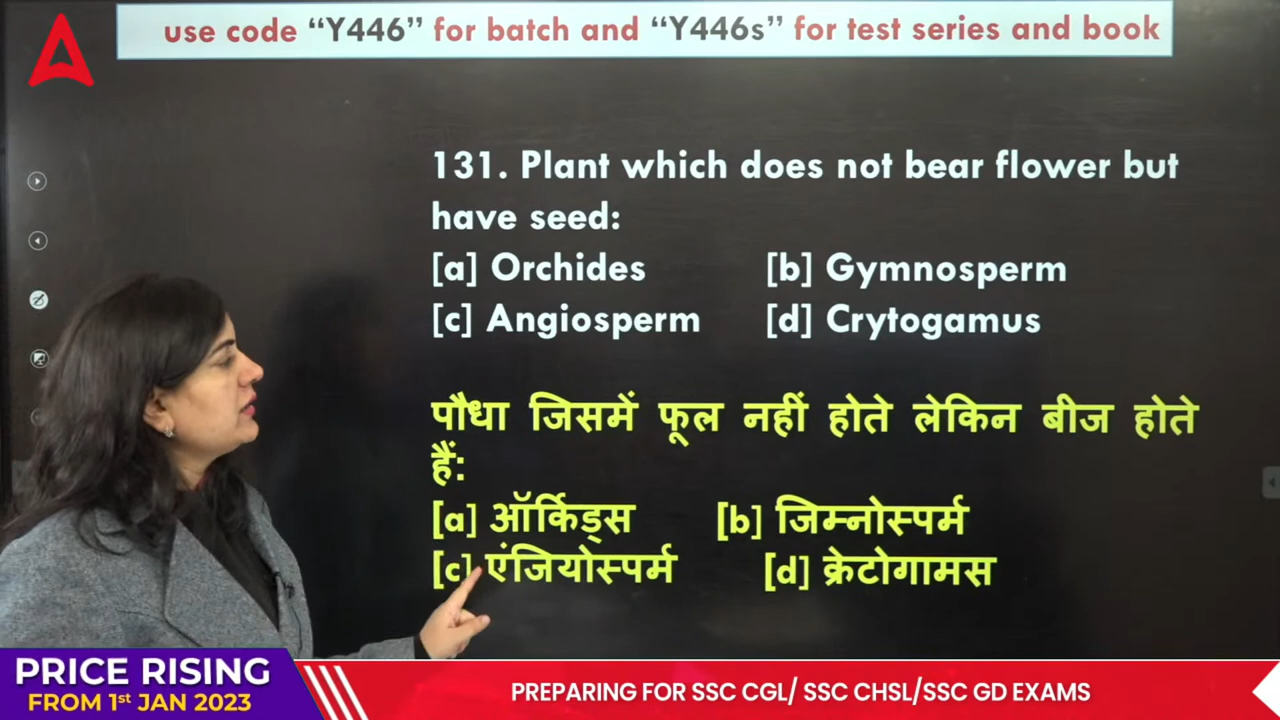 use code “Y446” for batch and “Y446s” for test series and book
131. Plant which does not bear flower but
have seed:
[a] Orchides [b] Gymnosperm
[c] Angiosperm [d] Crytogamus
पौधा जिसमें फूल नहीं होते लेकिन बीज होते
हैं:
[a] ऑर्किड्स [b] जिम्नोस्पर्म
[c] एंजियोस्पर्म [d] क्रेटोगामस
PRICE RISING
FROM 1st JAN 2023
PREPARING FOR SSC CGL/ SSC CHSL/SSC GD EXAMS